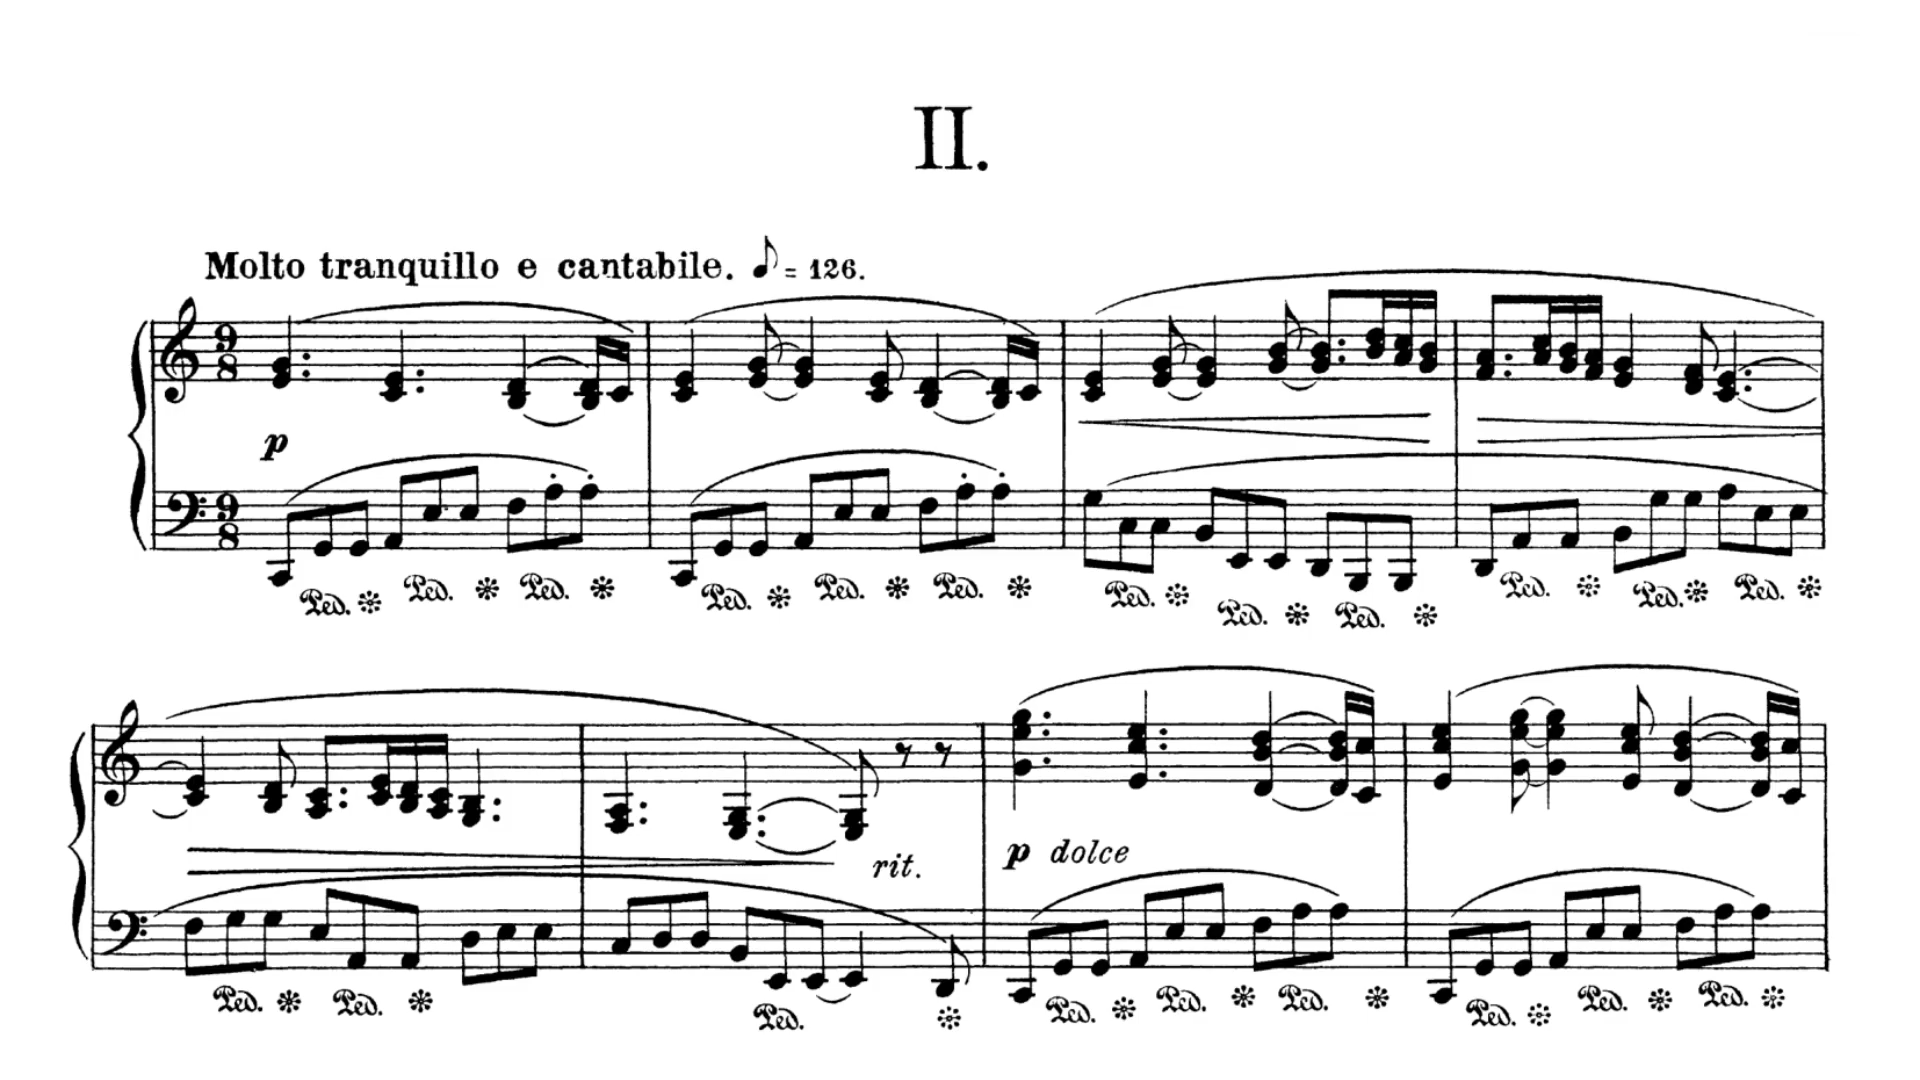 II.
Molto tranquillo e cantabile. ♪ = 126.
9 8
p
9 8
Ped. * Ped. * Ped. * Ped. * Ped. * Ped. * Ped. * Ped. * Ped. * Ped. * Ped. * Ped. *
rit.
p dolce
Ped. * Ped. * Ped. * Ped. * Ped. * Ped. * Ped. * Ped. * Ped. *